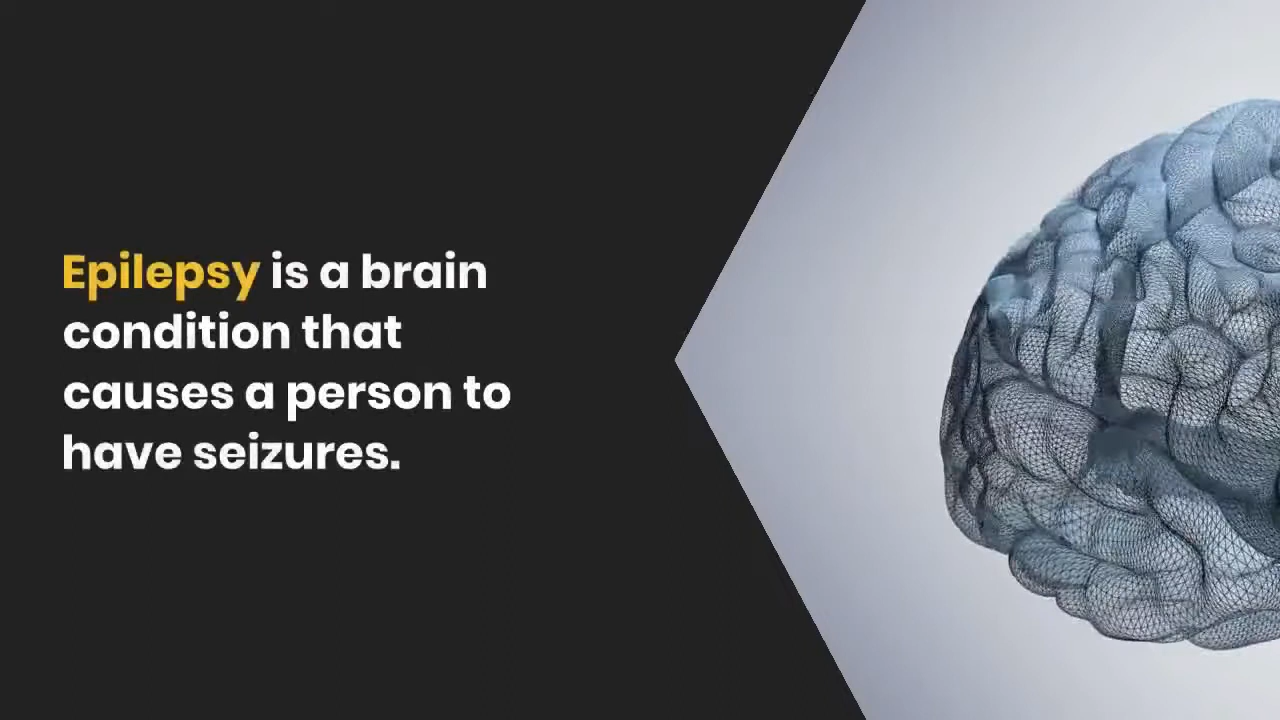 Epilepsy is a brain
condition that
causes a person to
have seizures.